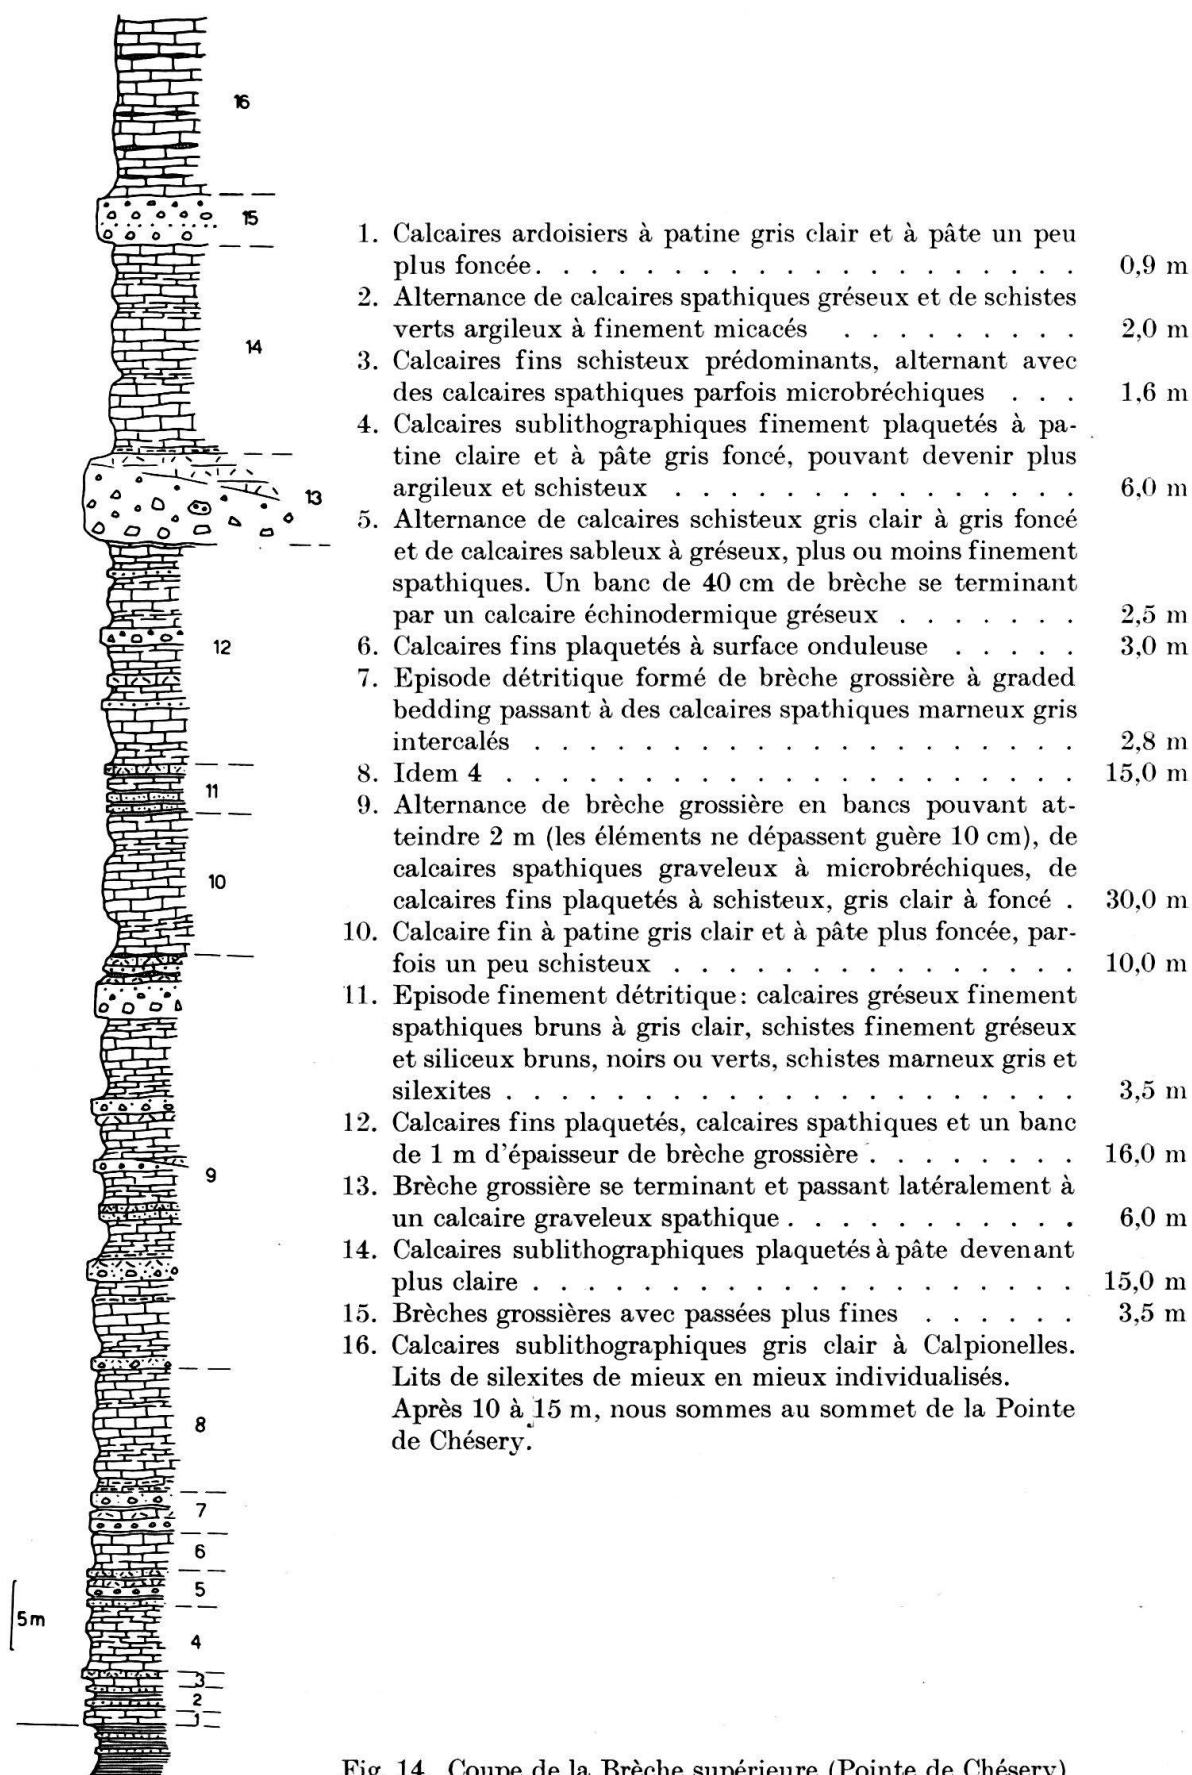 16
15
14
13
12
11
10
9
8
7
6
5
4
3
2
1
5m
1. Calcaires ardoisiers à patine gris clair et à pâte un peu
plus foncée . . . . . . . . . . . . . . . . . . . . 0,9 m
2. Alternance de calcaires spathiques gréseux et de schistes
verts argileux à finement micacés . . . . . . . . . 2,0 m
3. Calcaires fins schisteux prédominants, alternant avec
des calcaires spathiques parfois microbréchiques . . . 1,6 m
4. Calcaires sublithographiques finement plaquetés à pa-
tine claire et à pâte gris foncé, pouvant devenir plus
argileux et schisteux . . . . . . . . . . . . . . . 6,0 m
5. Alternance de calcaires schisteux gris clair à gris foncé
et de calcaires sableux à gréseux, plus ou moins finement
spathiques. Un banc de 40 cm de brèche se terminant
par un calcaire échinodermique gréseux . . . . . . . 2,5 m
6. Calcaires fins plaquetés à surface onduleuse . . . . . 3,0 m
7. Episode détritique formé de brèche grossière à graded
bedding passant à des calcaires spathiques marneux gris
intercalés . . . . . . . . . . . . . . . . . . . . 2,8 m
8. Idem 4 . . . . . . . . . . . . . . . . . . . . . 15,0 m
9. Alternance de brèche grossière en bancs pouvant at-
teindre 2 m (les éléments ne dépassent guère 10 cm), de
calcaires spathiques graveleux à microbréchiques, de
calcaires fins plaquetés à schisteux, gris clair à foncé . 30,0 m
10. Calcaire fin à patine gris clair et à pâte plus foncée, par-
fois un peu schisteux . . . . . . . . . . . . . . . 10,0 m
11. Episode finement détritique: calcaires gréseux finement
spathiques bruns à gris clair, schistes finement gréseux
et siliceux bruns, noirs ou verts, schistes marneux gris et
silexites . . . . . . . . . . . . . . . . . . . . . 3,5 m
12. Calcaires fins plaquetés, calcaires spathiques et un banc
de 1 m d'épaisseur de brèche grossière . . . . . . . . 16,0 m
13. Brèche grossière se terminant et passant latéralement à
un calcaire graveleux spathique . . . . . . . . . . . 6,0 m
14. Calcaires sublithographiques plaquetés à pâte devenant
plus claire . . . . . . . . . . . . . . . . . . . . 15,0 m
15. Brèches grossières avec passées plus fines . . . . . . 3,5 m
16. Calcaires sublithographiques gris clair à Calpionelles.
Lits de silexites de mieux en mieux individualisés.
Après 10 à 15 m, nous sommes au sommet de la Pointe
de Chésery.
Fig. 14. Coupe de la Brèche supérieure (Pointe de Chésery)